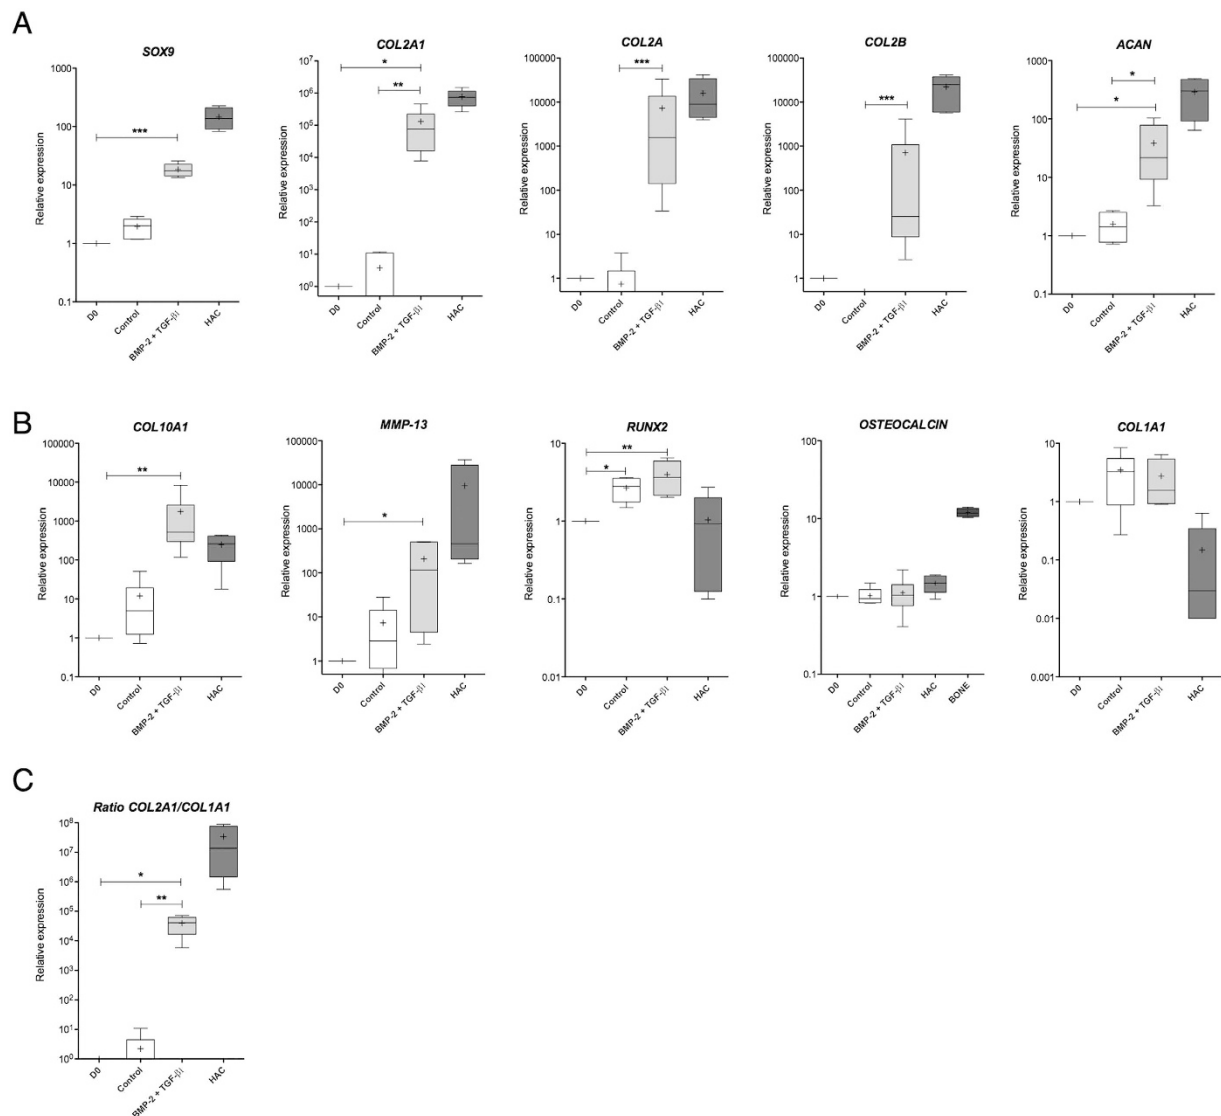 A
SOX9
Relative expression
1000
100
10
1
0.1
***
D0
Control
BMP-2 + TGF-β1
HAC
COL2A1
Relative expression
10⁷
10⁶
10⁵
10⁴
10³
10²
10¹
10⁰
*
**
D0
Control
BMP-2 + TGF-β1
HAC
COL2A
Relative expression
100000
10000
1000
100
10
1
***
D0
Control
BMP-2 + TGF-β1
HAC
COL2B
Relative expression
100000
10000
1000
100
10
1
***
D0
Control
BMP-2 + TGF-β1
HAC
ACAN
Relative expression
1000
100
10
1
0.1
*
*
D0
Control
BMP-2 + TGF-β1
HAC
B
COL10A1
Relative expression
100000
10000
1000
100
10
1
0.1
**
D0
Control
BMP-2 + TGF-β1
HAC
MMP-13
Relative expression
100000
10000
1000
100
10
1
*
D0
Control
BMP-2 + TGF-β1
HAC
RUNX2
Relative expression
10
1
0.1
0.01
**
*
D0
Control
BMP-2 + TGF-β1
HAC
OSTEOCALCIN
Relative expression
100
10
1
0.1
D0
Control
BMP-2 + TGF-β1
HAC
BONE
COL1A1
Relative expression
10
1
0.1
0.01
0.001
D0
Control
BMP-2 + TGF-β1
HAC
C
Ratio COL2A1/COL1A1
Relative expression
10⁸
10⁷
10⁶
10⁵
10⁴
10³
10²
10¹
10⁰
*
**
D0
Control
BMP-2 + TGF-β1
HAC